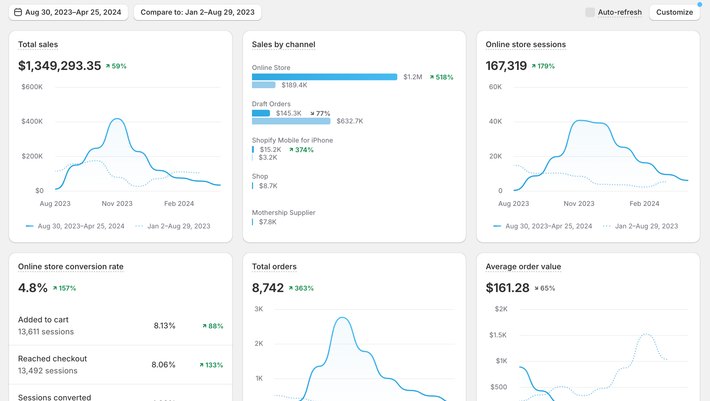 Aug 30, 2023–Apr 25, 2024
Compare to: Jan 2–Aug 29, 2023
Auto-refresh
Customize
Total sales
$1,349,293.35 59%
$600K
$400K
$200K
$0
Aug 2023 Nov 2023 Feb 2024
Aug 30, 2023–Apr 25, 2024 Jan 2–Aug 29, 2023
Sales by channel
Online Store
$1.2M 518%
$189.4K
Draft Orders
$145.3K 77%
$632.7K
Shopify Mobile for iPhone
$15.2K 374%
$3.2K
Shop
$8.7K
Mothership Supplier
$7.8K
Online store sessions
167,319 179%
60K
40K
20K
0
Aug 2023 Nov 2023 Feb 2024
Aug 30, 2023–Apr 25, 2024 Jan 2–Aug 29, 2023
Online store conversion rate
4.8% 157%
Added to cart
13,611 sessions
8.13% 88%
Reached checkout
13,492 sessions
8.06% 133%
Sessions converted
Total orders
8,742 363%
3K
2K
1K
Average order value
$161.28 65%
$2K
$1.5K
$1K
$500